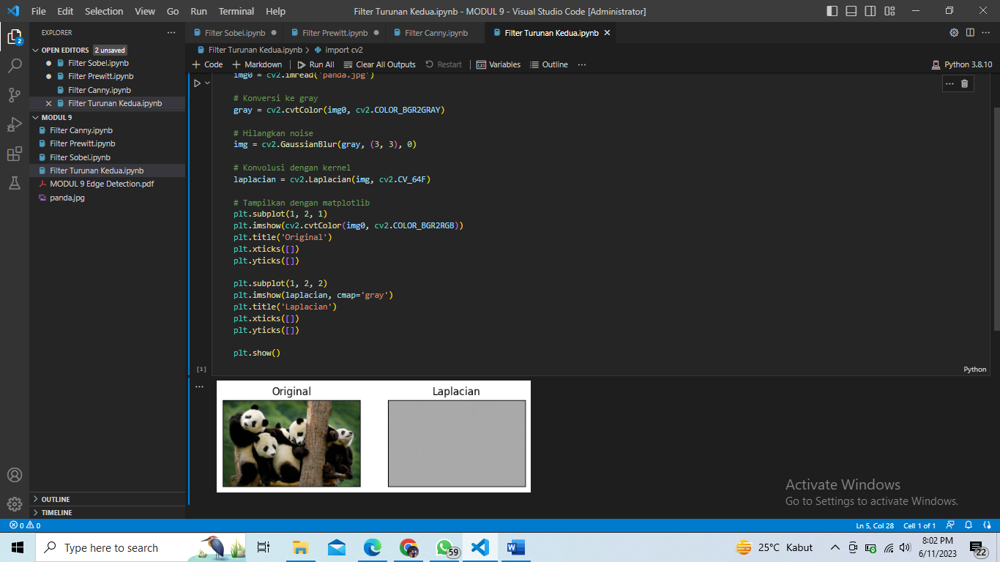 File Edit Selection View Go Run Terminal Help
Filter Turunan Kedua.ipynb - MODUL 9 - Visual Studio Code [Administrator]
EXPLORER
OPEN EDITORS 2 unsaved
Filter Sobel.ipynb
Filter Prewitt.ipynb
Filter Canny.ipynb
Filter Turunan Kedua.ipynb
MODUL 9
Filter Canny.ipynb
Filter Prewitt.ipynb
Filter Sobel.ipynb
Filter Turunan Kedua.ipynb
MODUL 9 Edge Detection.pdf
panda.jpg
OUTLINE
TIMELINE
2
Filter Sobel.ipynb Filter Prewitt.ipynb Filter Canny.ipynb Filter Turunan Kedua.ipynb
Filter Turunan Kedua.ipynb > import cv2
+ Code + Markdown Run All Clear All Outputs Restart Variables Outline ... Python 3.8.10
img0 = cv2.imread('panda.jpg')
# Konversi ke gray
gray = cv2.cvtColor(img0, cv2.COLOR_BGR2GRAY)
# Hilangkan noise
img = cv2.GaussianBlur(gray, (3, 3), 0)
# Konvolusi dengan kernel
laplacian = cv2.Laplacian(img, cv2.CV_64F)
# Tampilkan dengan matplotlib
plt.subplot(1, 2, 1)
plt.imshow(cv2.cvtColor(img0, cv2.COLOR_BGR2RGB))
plt.title('Original')
plt.xticks([])
plt.yticks([])
plt.subplot(1, 2, 2)
plt.imshow(laplacian, cmap='gray')
plt.title('Laplacian')
plt.xticks([])
plt.yticks([])
plt.show()
[1] Python
Original Laplacian
Activate Windows
Go to Settings to activate Windows.
0 0 Ln 5, Col 28 Cell 1 of 1
Type here to search
59
25°C Kabut
8:02 PM
6/11/2023
22